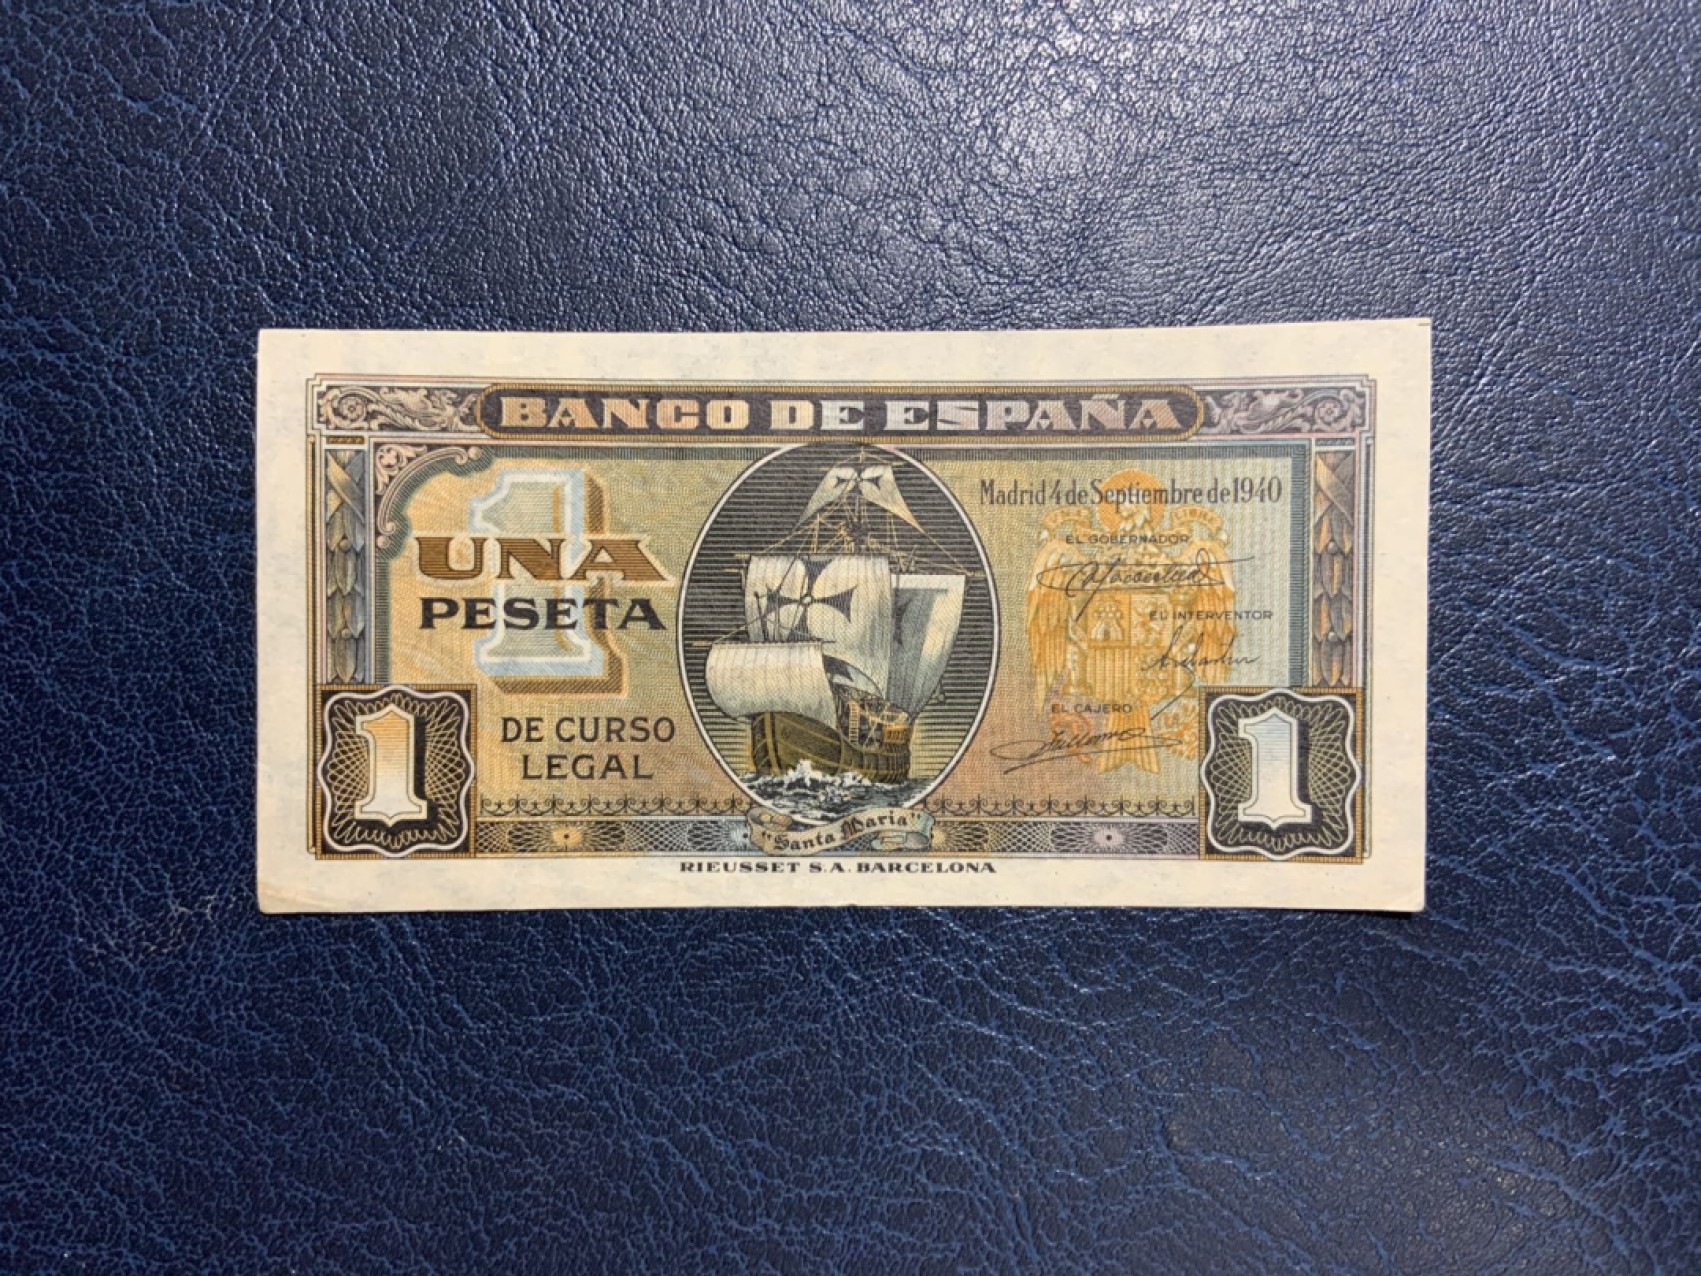 BANCO DE ESPAÑA
Madrid 4 de Septiembre de 1940
1
UNA
PESETA
DE CURSO
LEGAL
EL GOBERNADOR,
EL INTERVENTOR
EL CAJERO
1
1
"Santa Maria"
RIEUSSET S.A. BARCELONA